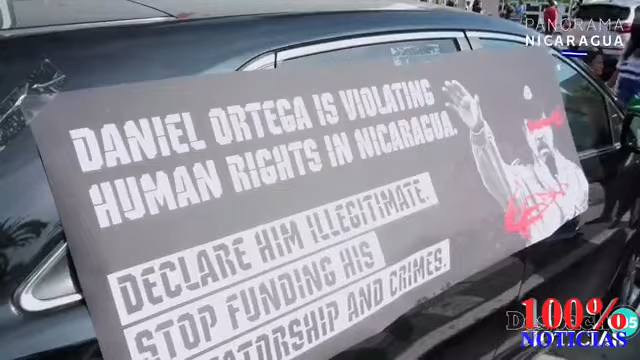 PANORAMA
NICARAGUA
DANIEL ORTEGA IS VIOLATING
HUMAN RIGHTS IN NICARAGUA.
DECLARE HIM ILLEGITIMATE.
STOP FUNDING HIS
DICTATORSHIP AND CRIMES.
100%
NOTICIAS